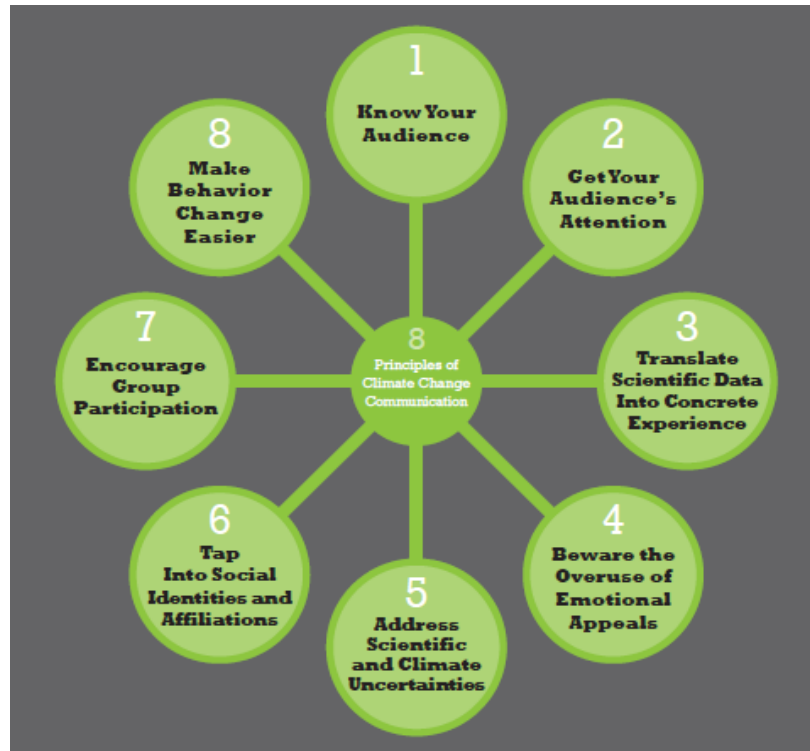 1
Know Your
Audience
2
Get Your
Audience's
Attention
3
Translate
Scientific Data
Into Concrete
Experience
4
Beware the
Overuse of
Emotional
Appeals
5
Address
Scientific
and Climate
Uncertainties
6
Tap
Into Social
Identities and
Affiliations
7
Encourage
Group
Participation
8
Make
Behavior
Change
Easier
8
Principles of
Climate Change
Communication